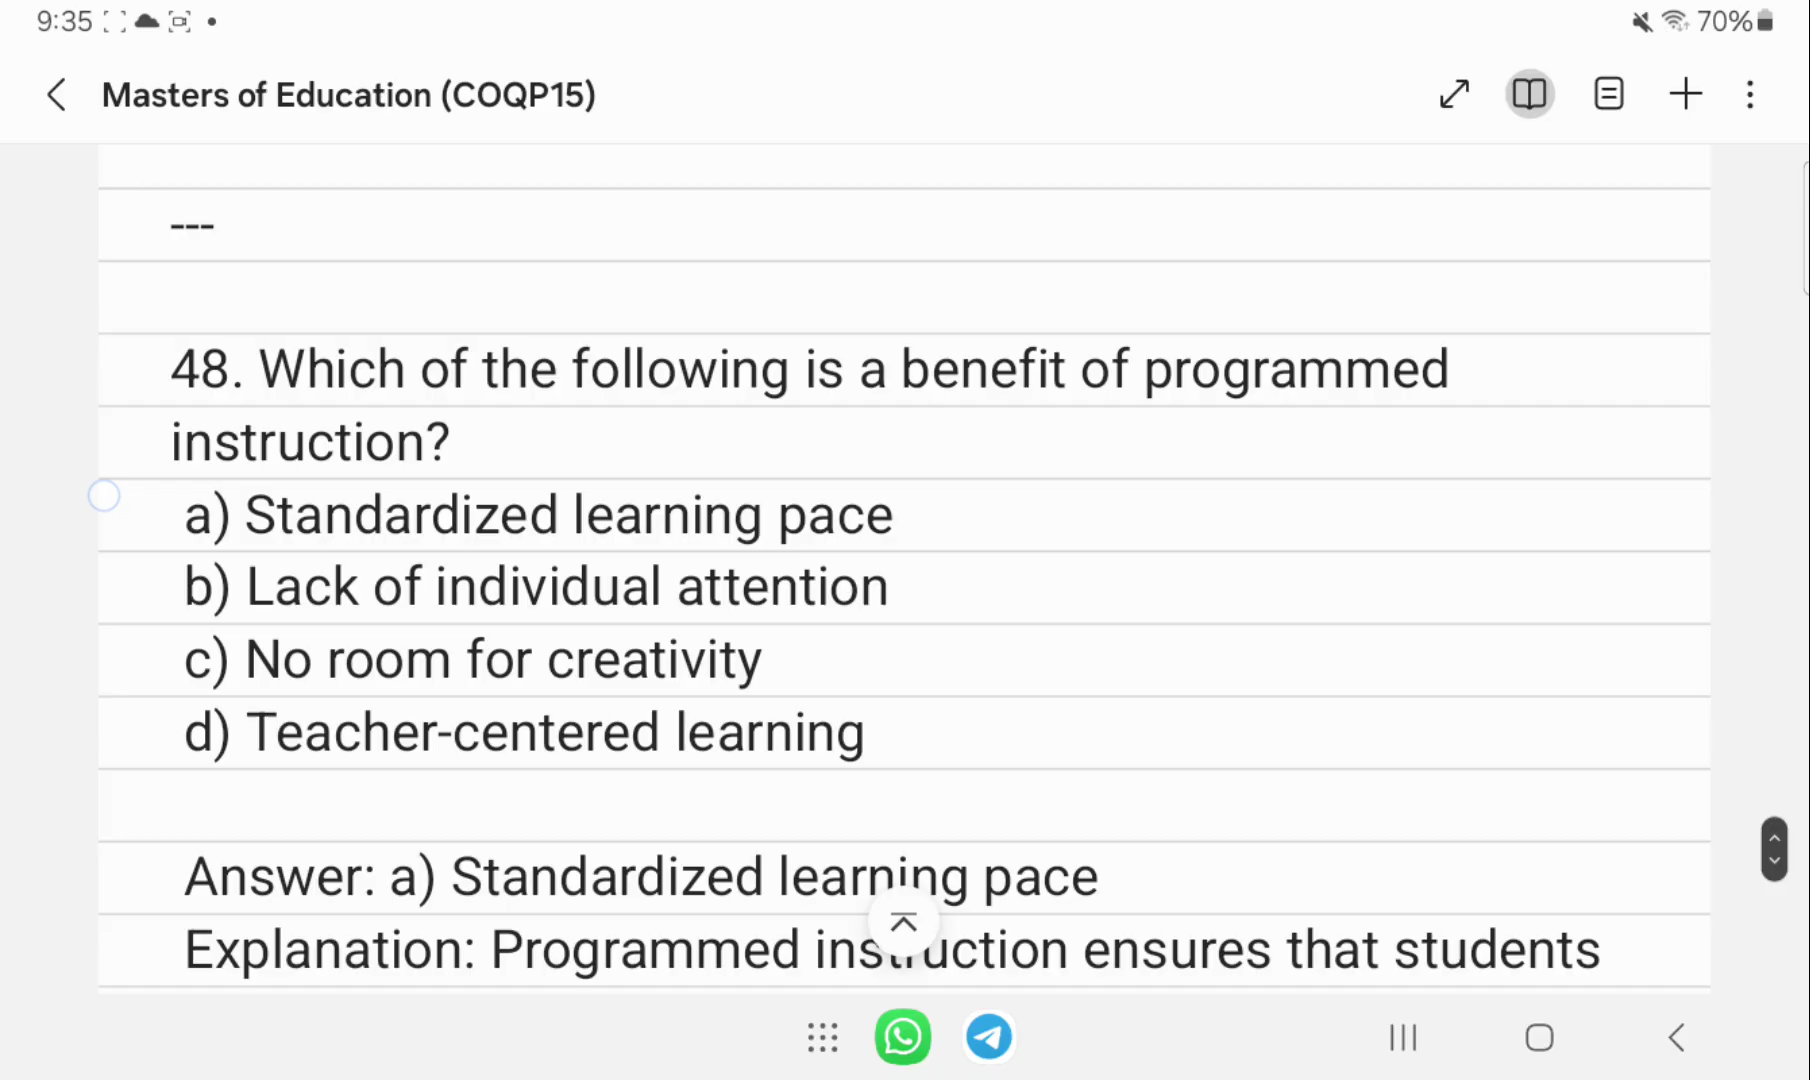 9:35
70%
Masters of Education (COQP15)
---
48. Which of the following is a benefit of programmed
instruction?
a) Standardized learning pace
b) Lack of individual attention
c) No room for creativity
d) Teacher-centered learning
Answer: a) Standardized learning pace
Explanation: Programmed instruction ensures that students